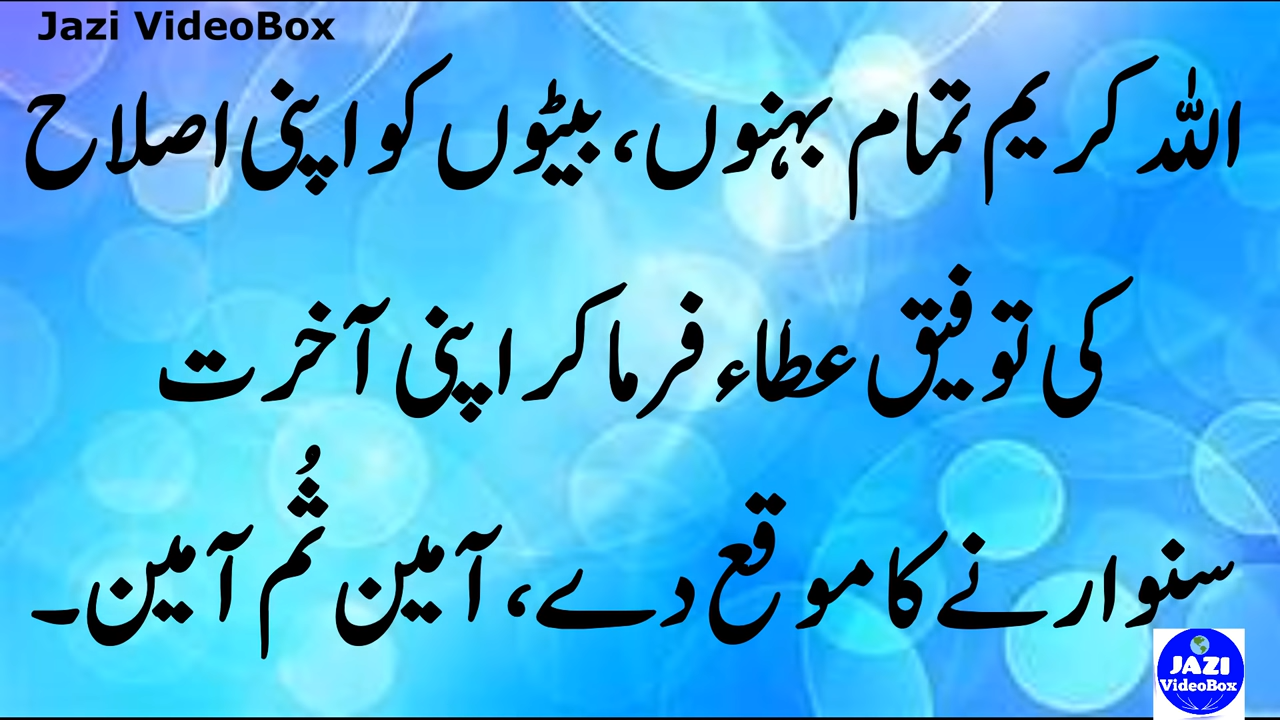 Jazi VideoBox
اللہ کریم تمام بہنوں، بیٹوں کو اپنی اصلاح
کی توفیق عطاء فرما کر اپنی آخرت
سنوارنے کا موقع دے، آمین ثُم آمین۔
JAZI
VideoBox